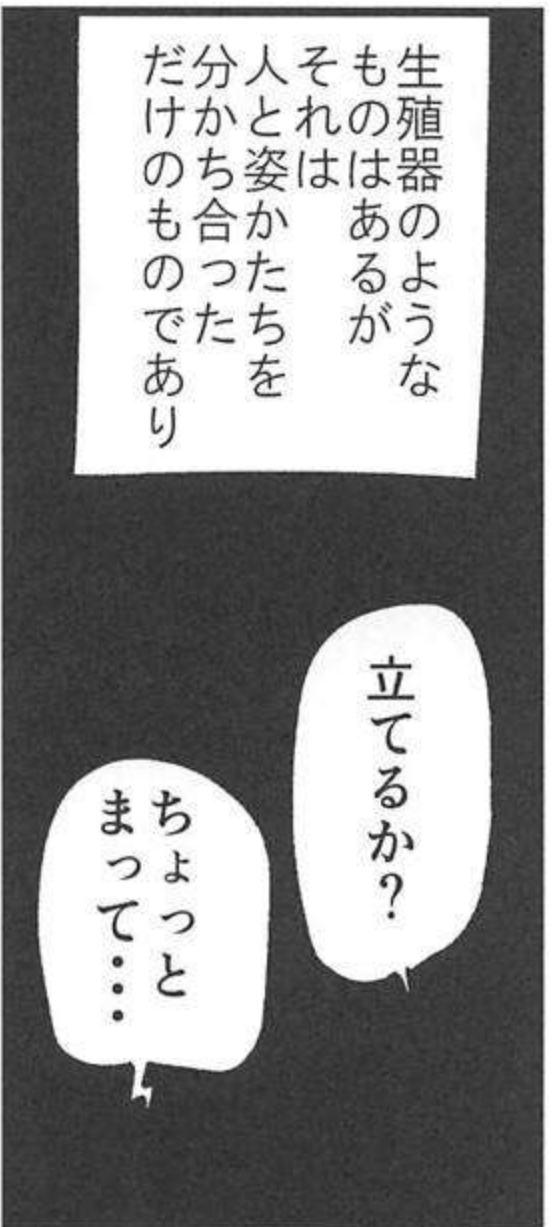 生殖器のような
ものはあるが
それは
人と姿かたちを
分かち合った
だけのものであり
立てるか?
ちょっと
まって・・・